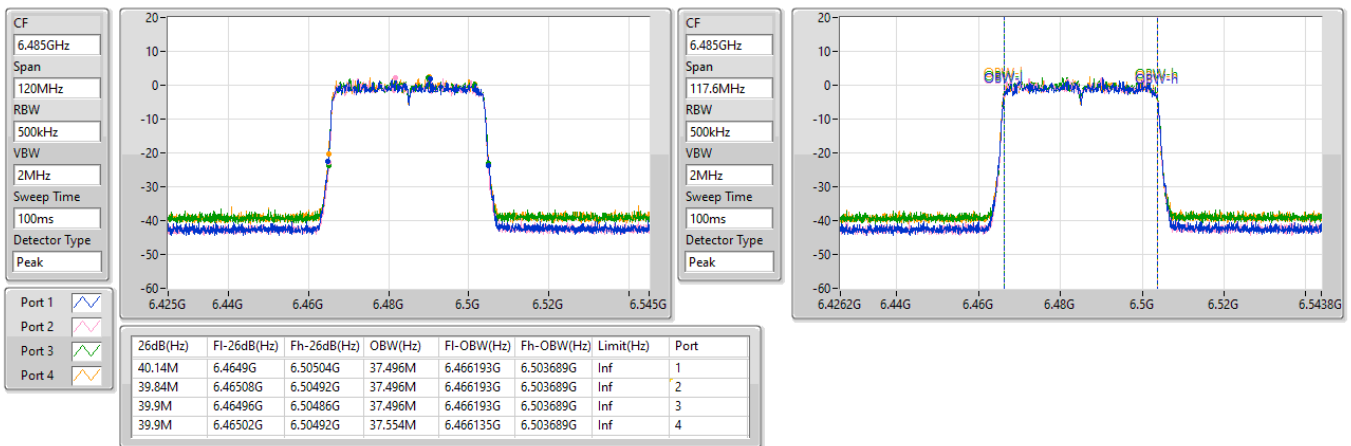 CF
6.485GHz
Span
120MHz
RBW
500kHz
VBW
2MHz
Sweep Time
100ms
Detector Type
Peak
20
10
0
-10
-20
-30
-40
-50
-60
6.425G 6.44G 6.46G 6.48G 6.5G 6.52G 6.545G
CF
6.485GHz
Span
117.6MHz
RBW
500kHz
VBW
2MHz
Sweep Time
100ms
Detector Type
Peak
20
10
0
-10
-20
-30
-40
-50
-60
OBW-h
6.4262G 6.44G 6.46G 6.48G 6.5G 6.52G 6.5438G
Port 1
Port 2
Port 3
Port 4
26dB(Hz) Fl-26dB(Hz) Fh-26dB(Hz) OBW(Hz) Fl-OBW(Hz) Fh-OBW(Hz) Limit(Hz) Port
40.14M 6.4649G 6.50504G 37.496M 6.466193G 6.503689G Inf 1
39.84M 6.46508G 6.50492G 37.496M 6.466193G 6.503689G Inf 2
39.9M 6.46496G 6.50486G 37.496M 6.466193G 6.503689G Inf 3
39.9M 6.46502G 6.50492G 37.554M 6.466135G 6.503689G Inf 4